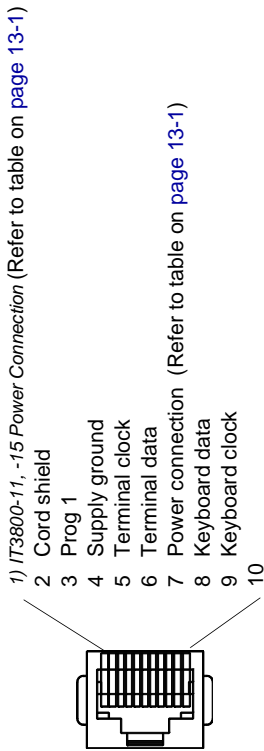 1) IT3800-11, -15 Power Connection (Refer to table on page 13-1)
2 Cord shield
3 Prog 1
4 Supply ground
5 Terminal clock
6 Terminal data
7 Power connection (Refer to table on page 13-1)
8 Keyboard data
9 Keyboard clock
10